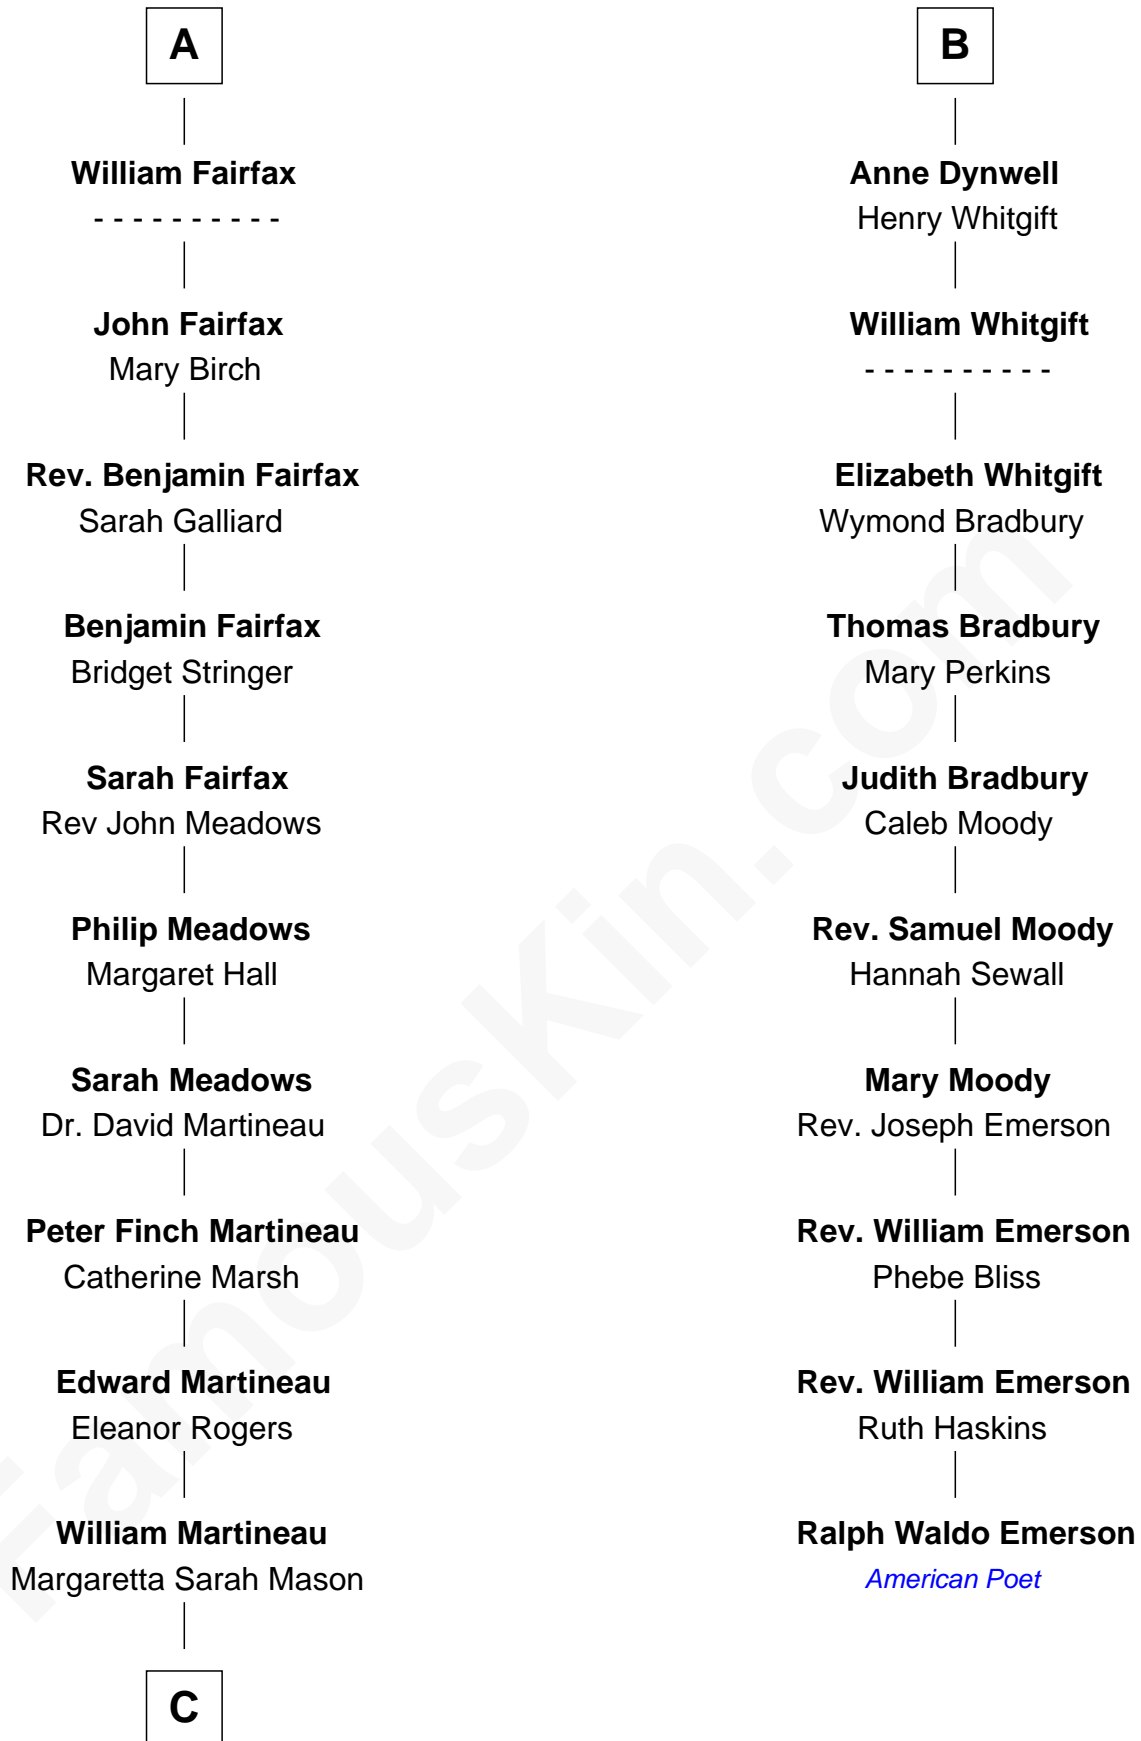 A
William Fairfax
- - - - - - - - - -
John Fairfax
Mary Birch
Rev. Benjamin Fairfax
Sarah Galliard
Benjamin Fairfax
Bridget Stringer
Sarah Fairfax
Rev John Meadows
Philip Meadows
Margaret Hall
Sarah Meadows
Dr. David Martineau
Peter Finch Martineau
Catherine Marsh
Edward Martineau
Eleanor Rogers
William Martineau
Margaretta Sarah Mason
C
B
Anne Dynwell
Henry Whitgift
William Whitgift
- - - - - - - - - -
Elizabeth Whitgift
Wymond Bradbury
Thomas Bradbury
Mary Perkins
Judith Bradbury
Caleb Moody
Rev. Samuel Moody
Hannah Sewall
Mary Moody
Rev. Joseph Emerson
Rev. William Emerson
Phebe Bliss
Rev. William Emerson
Ruth Haskins
Ralph Waldo Emerson
American Poet
FamousKin.com